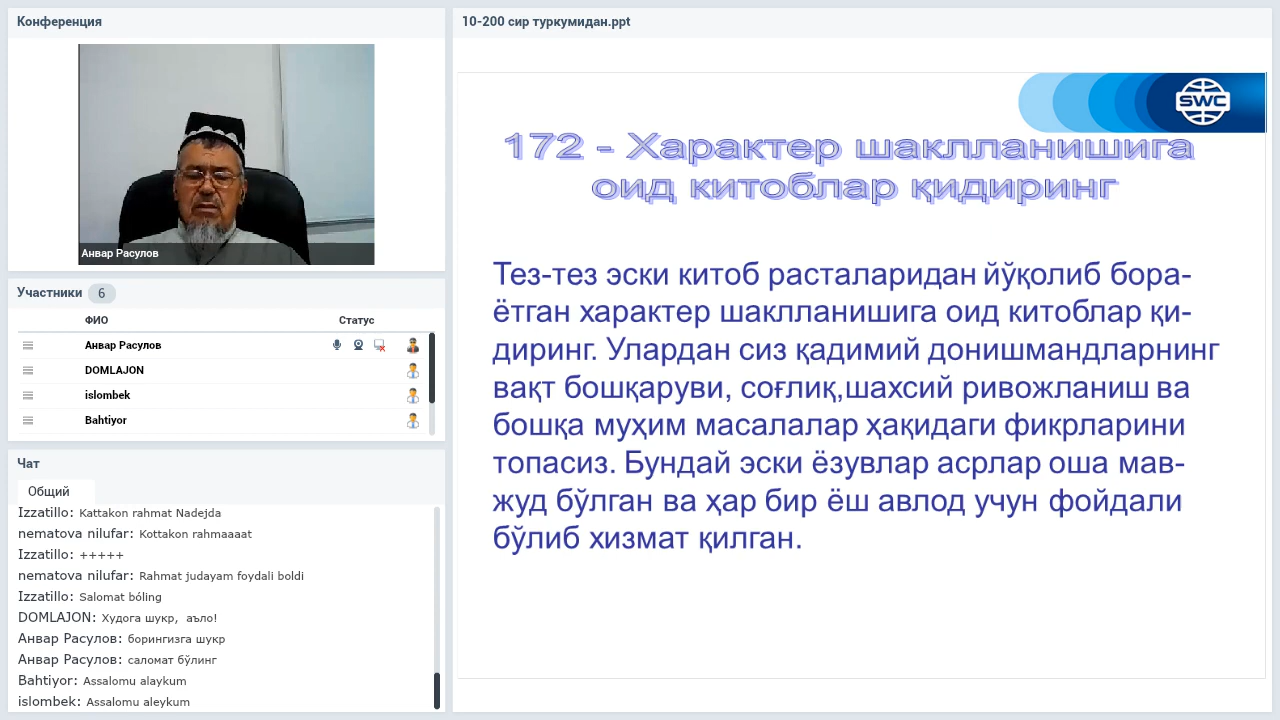 Конференция
Анвар Расулов
Участники 6
ФИО Статус
Анвар Расулов
DOMLAJON
islombek
Bahtiyor
Чат
Общий
Izzatillo: Kattakon rahmat Nadejda
nematova nilufar: Kottakon rahmaaaat
Izzatillo: +++++
nematova nilufar: Rahmat judayam foydali boldi
Izzatillo: Salomat bóling
DOMLAJON: Худога шукр, аъло!
Анвар Расулов: борингизга шукр
Анвар Расулов: саломат бўлинг
Bahtiyor: Assalomu alaykum
islombek: Assalomu aleykum
10-200 сир туркумидан.ppt
SWC
172 - Характер шаклланишига
оид китоблар қидиринг
Тез-тез эски китоб расталаридан йўқолиб бора-
ётган характер шаклланишига оид китоблар қи-
диринг. Улардан сиз қадимий донишмандларнинг
вақт бошқаруви, соғлиқ,шахсий ривожланиш ва
бошқа муҳим масалалар ҳақидаги фикрларини
топасиз. Бундай эски ёзувлар асрлар оша мав-
жуд бўлган ва ҳар бир ёш авлод учун фойдали
бўлиб хизмат қилган.